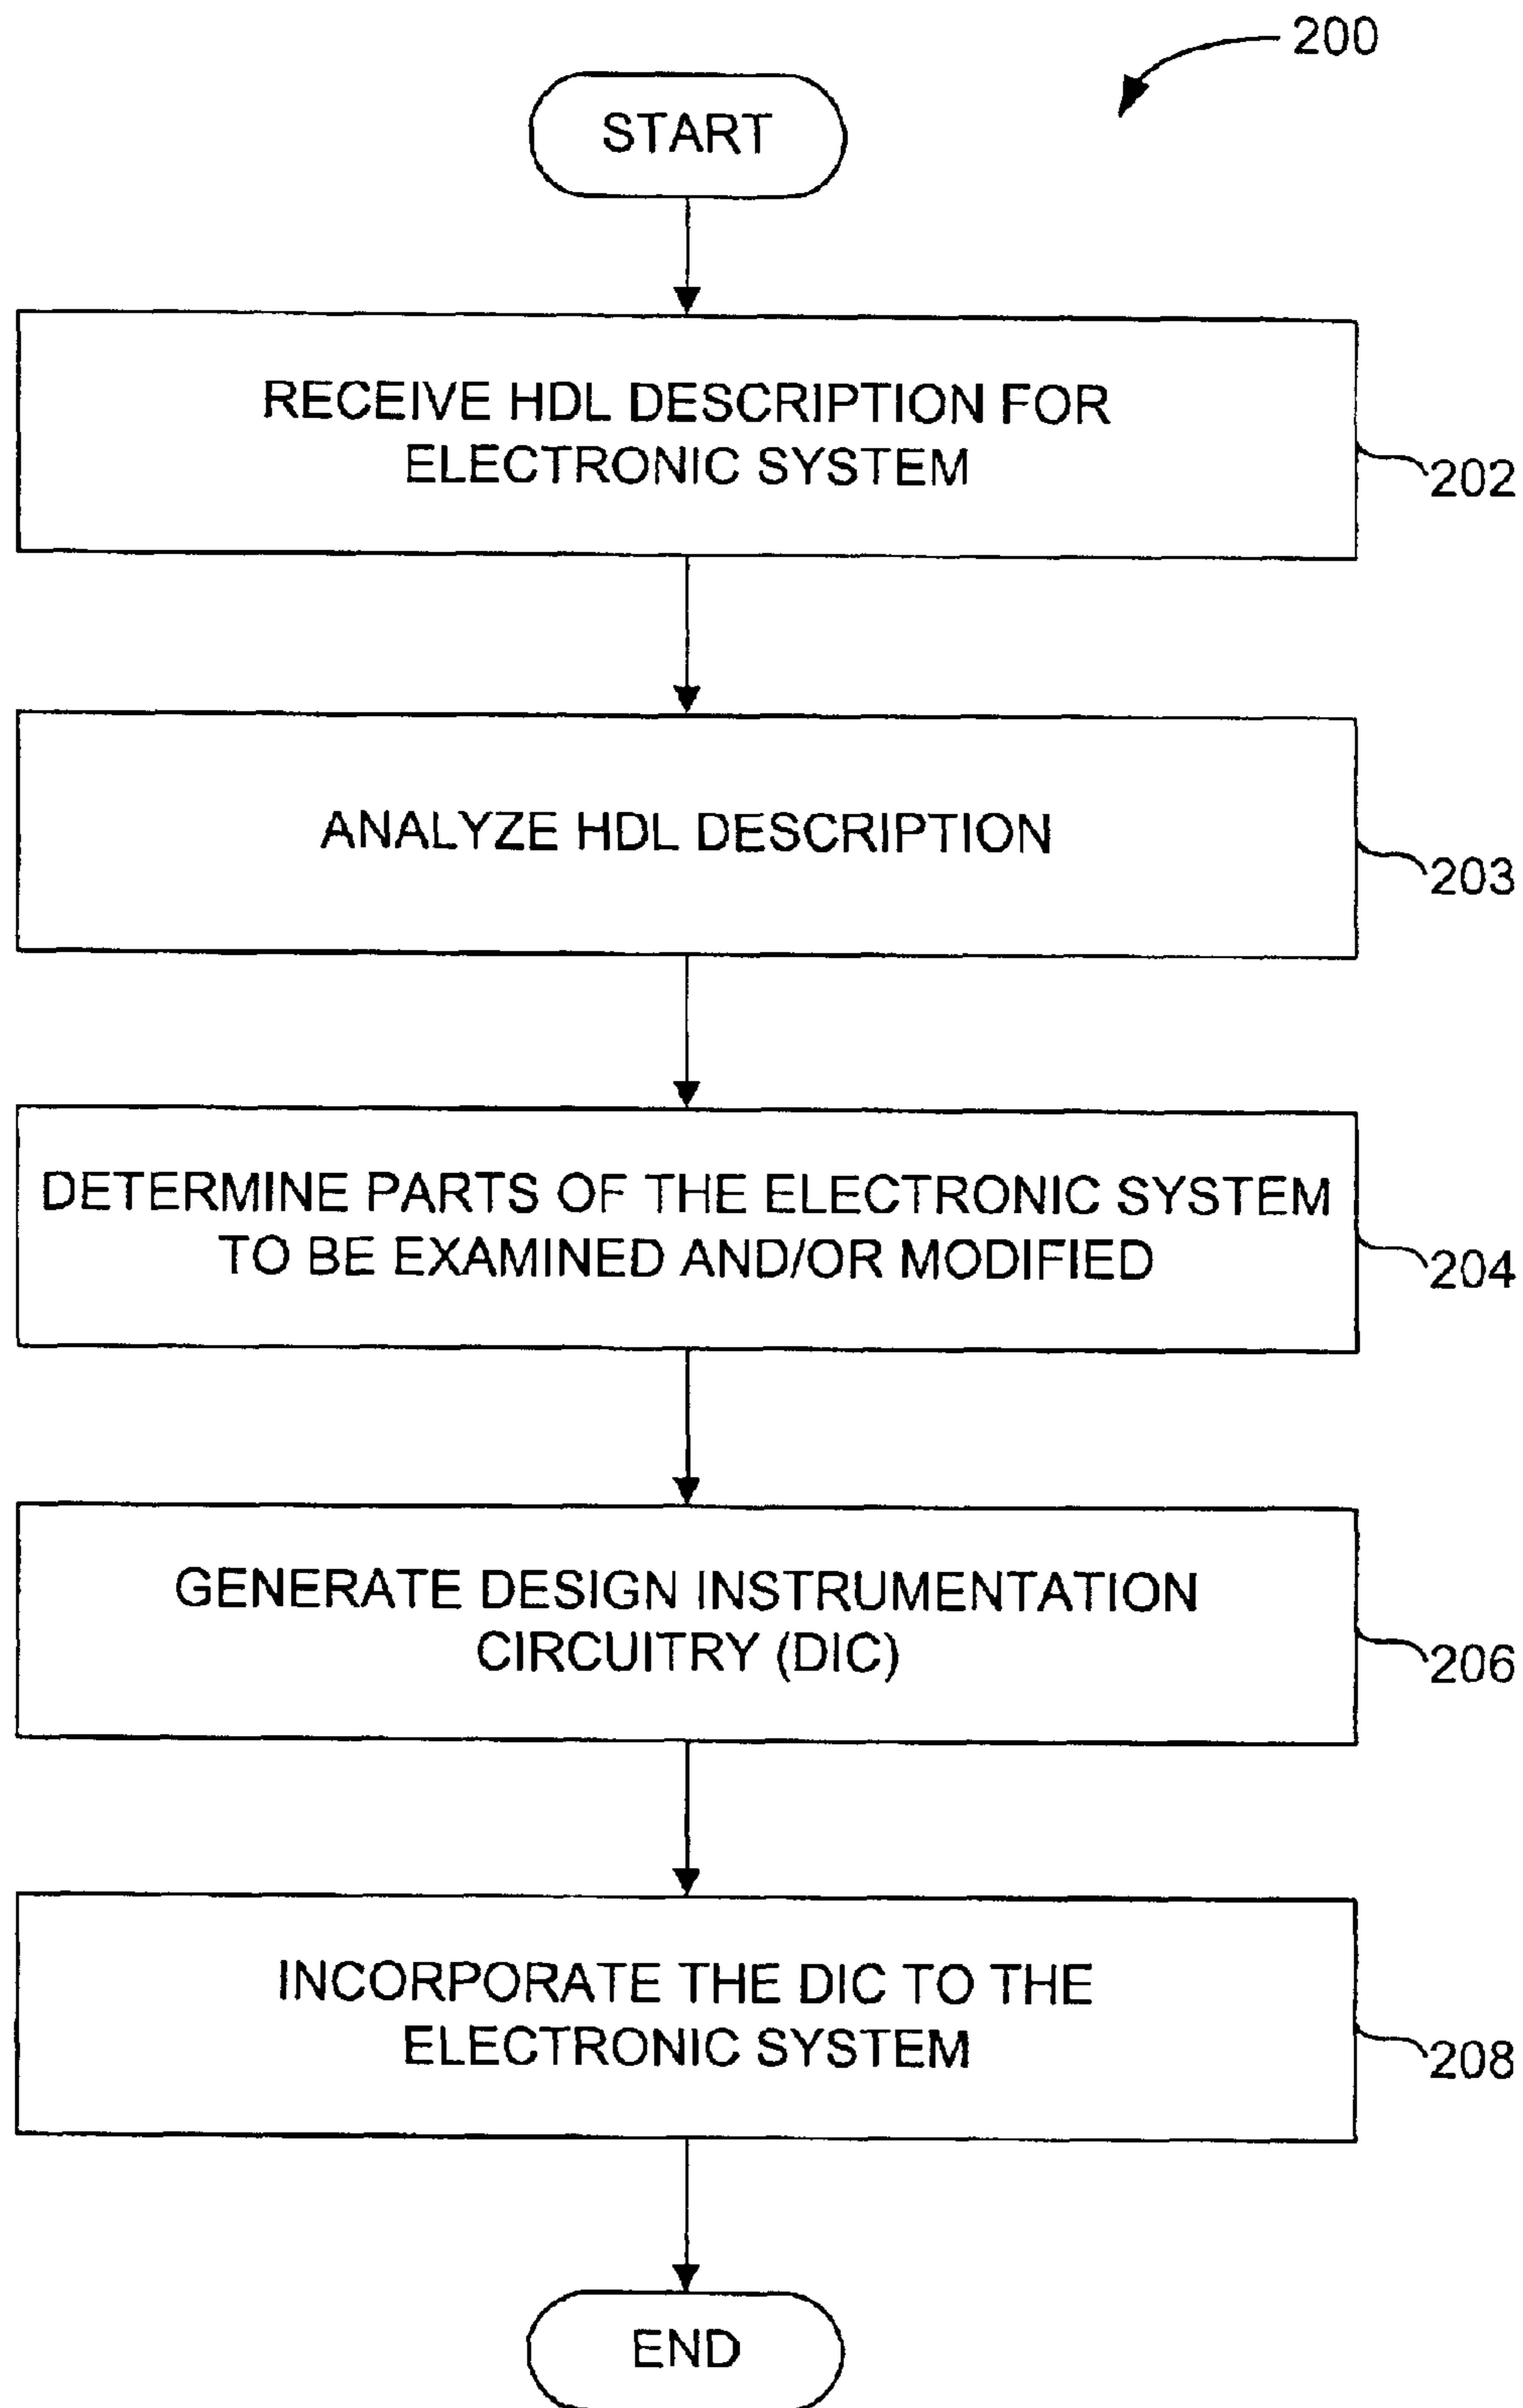 200
START
RECEIVE HDL DESCRIPTION FOR
ELECTRONIC SYSTEM
202
ANALYZE HDL DESCRIPTION
203
DETERMINE PARTS OF THE ELECTRONIC SYSTEM
TO BE EXAMINED AND/OR MODIFIED
204
GENERATE DESIGN INSTRUMENTATION
CIRCUITRY (DIC)
206
INCORPORATE THE DIC TO THE
ELECTRONIC SYSTEM
208
END